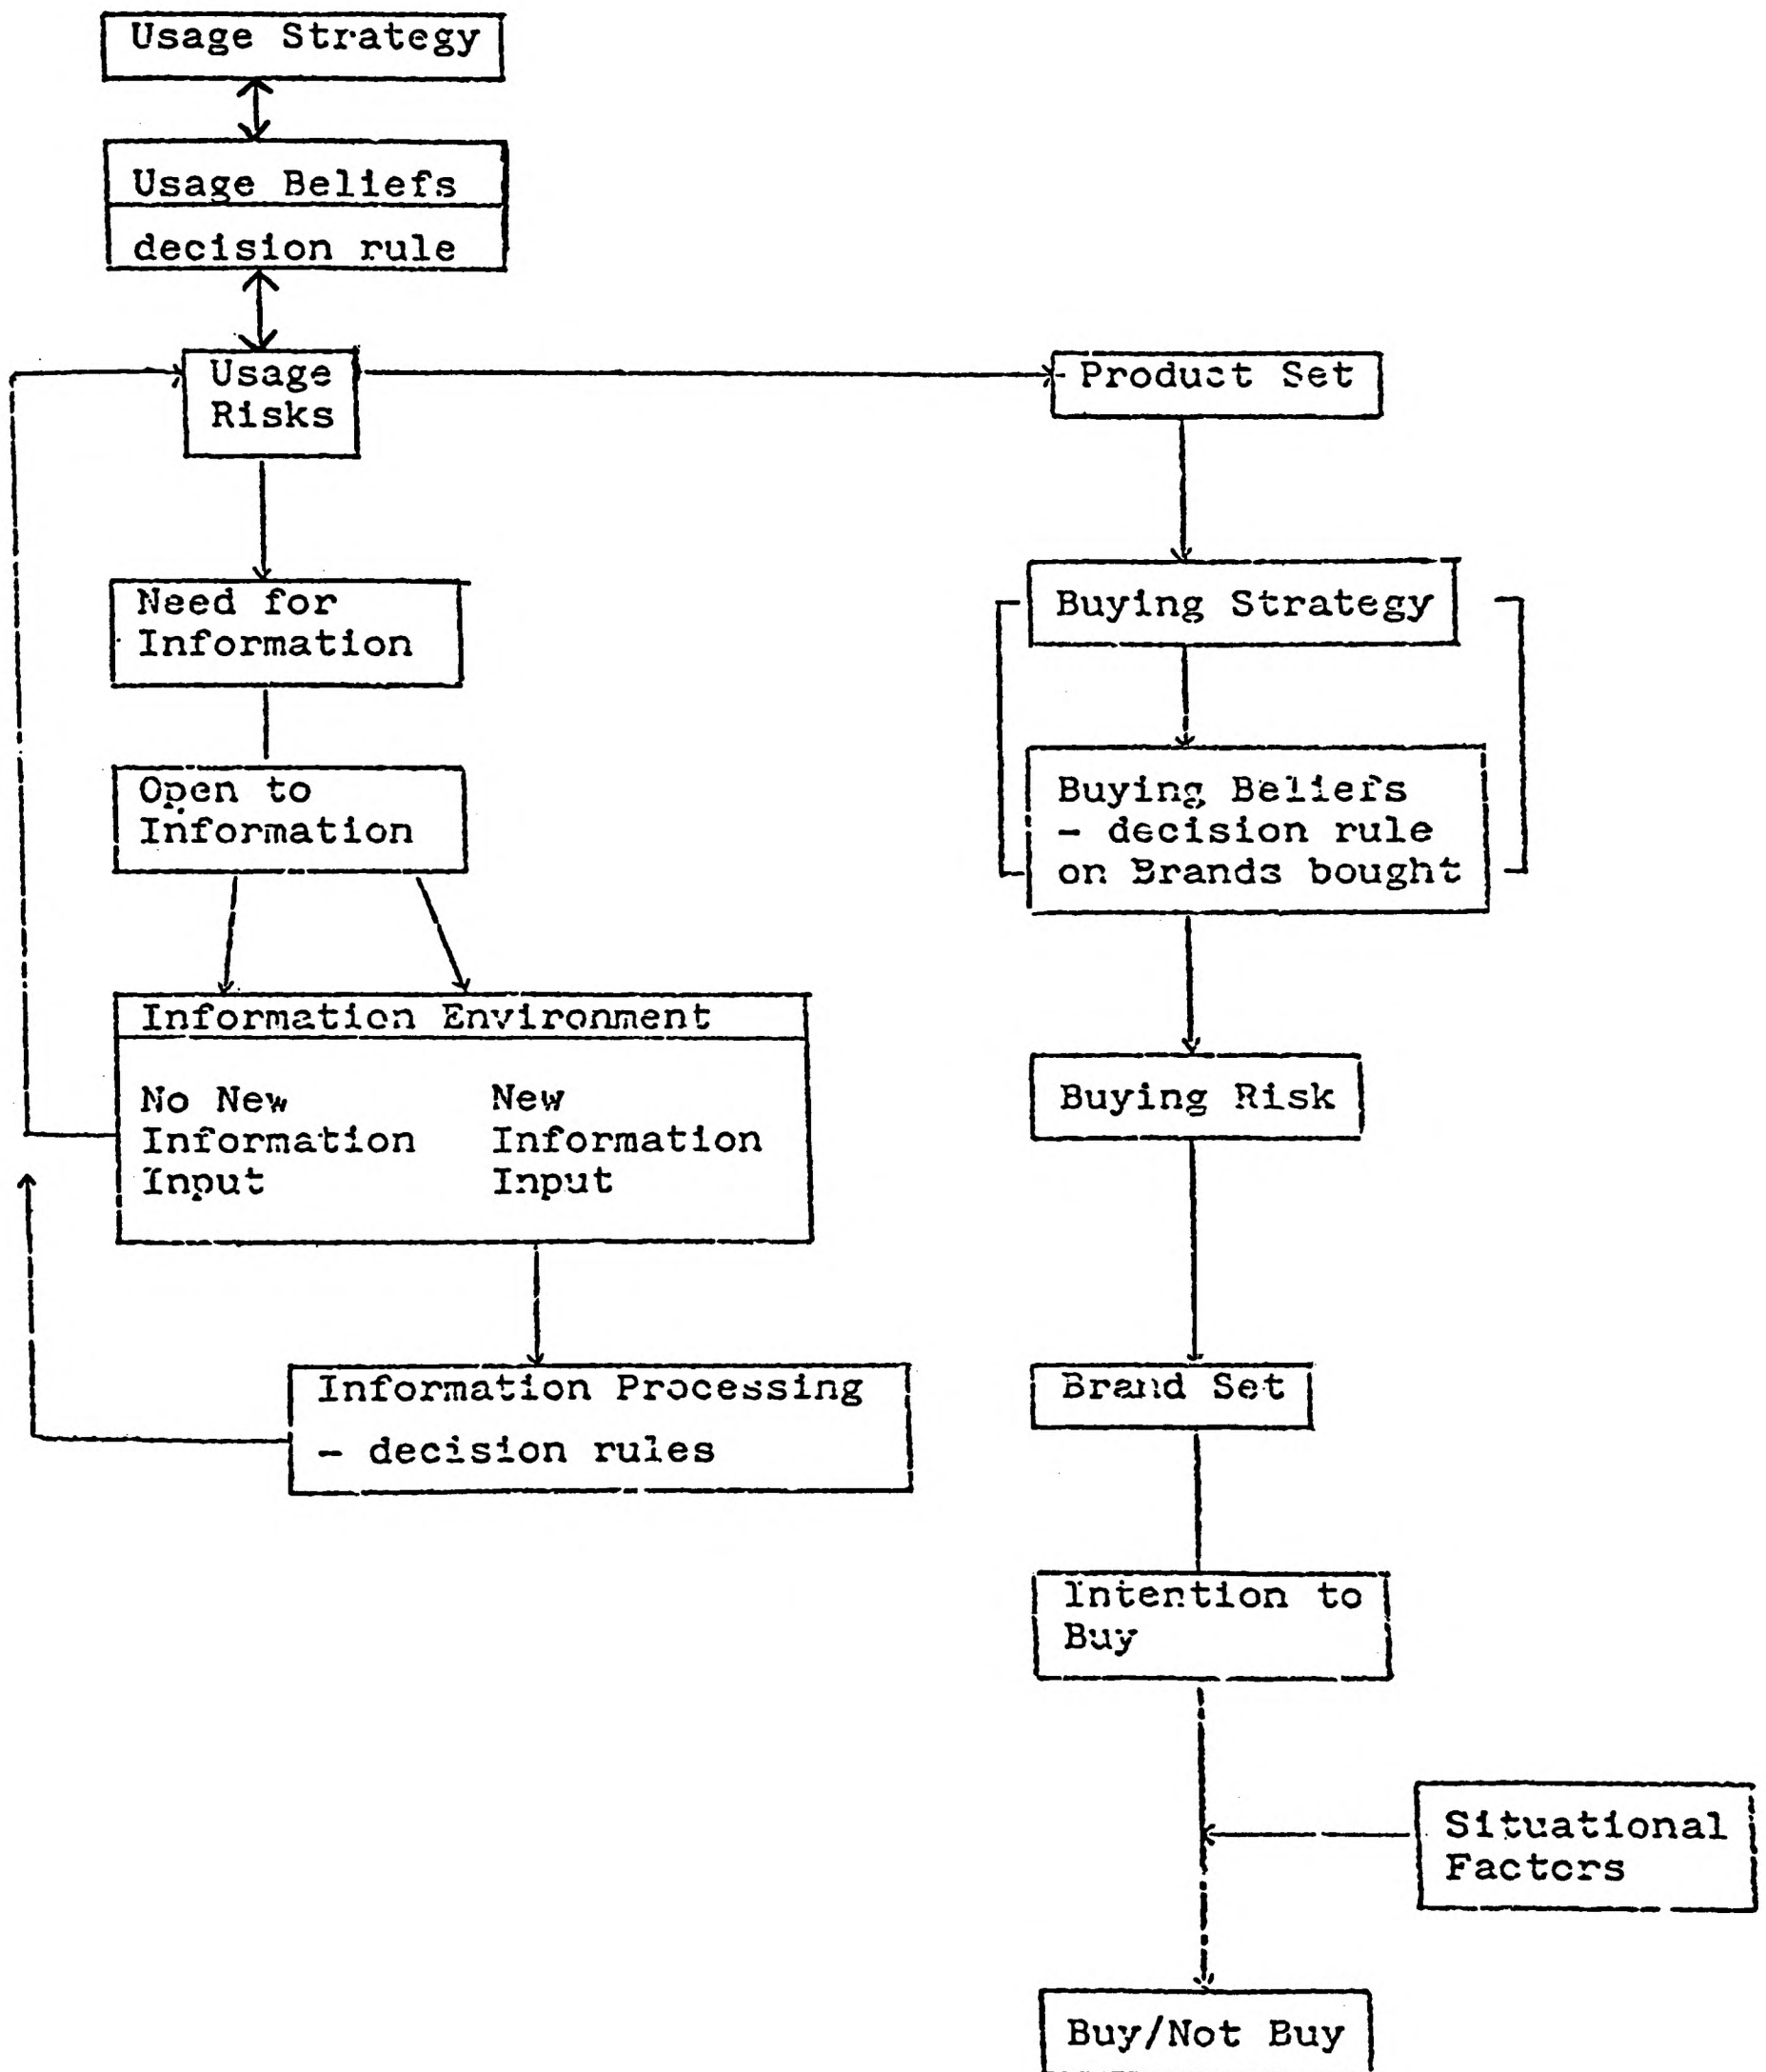 Usage Strategy
Usage Beliefs
decision rule
Usage
Risks
Product Set
Need for
Information
Buying Strategy
Open to
Information
Buying Beliefs
- decision rule
on Brands bought
Information Environment
No New
Information
Input
New
Information
Input
Buying Risk
Information Processing
- decision rules
Brand Set
Intention to
Buy
Situational
Factors
Buy/Not Buy